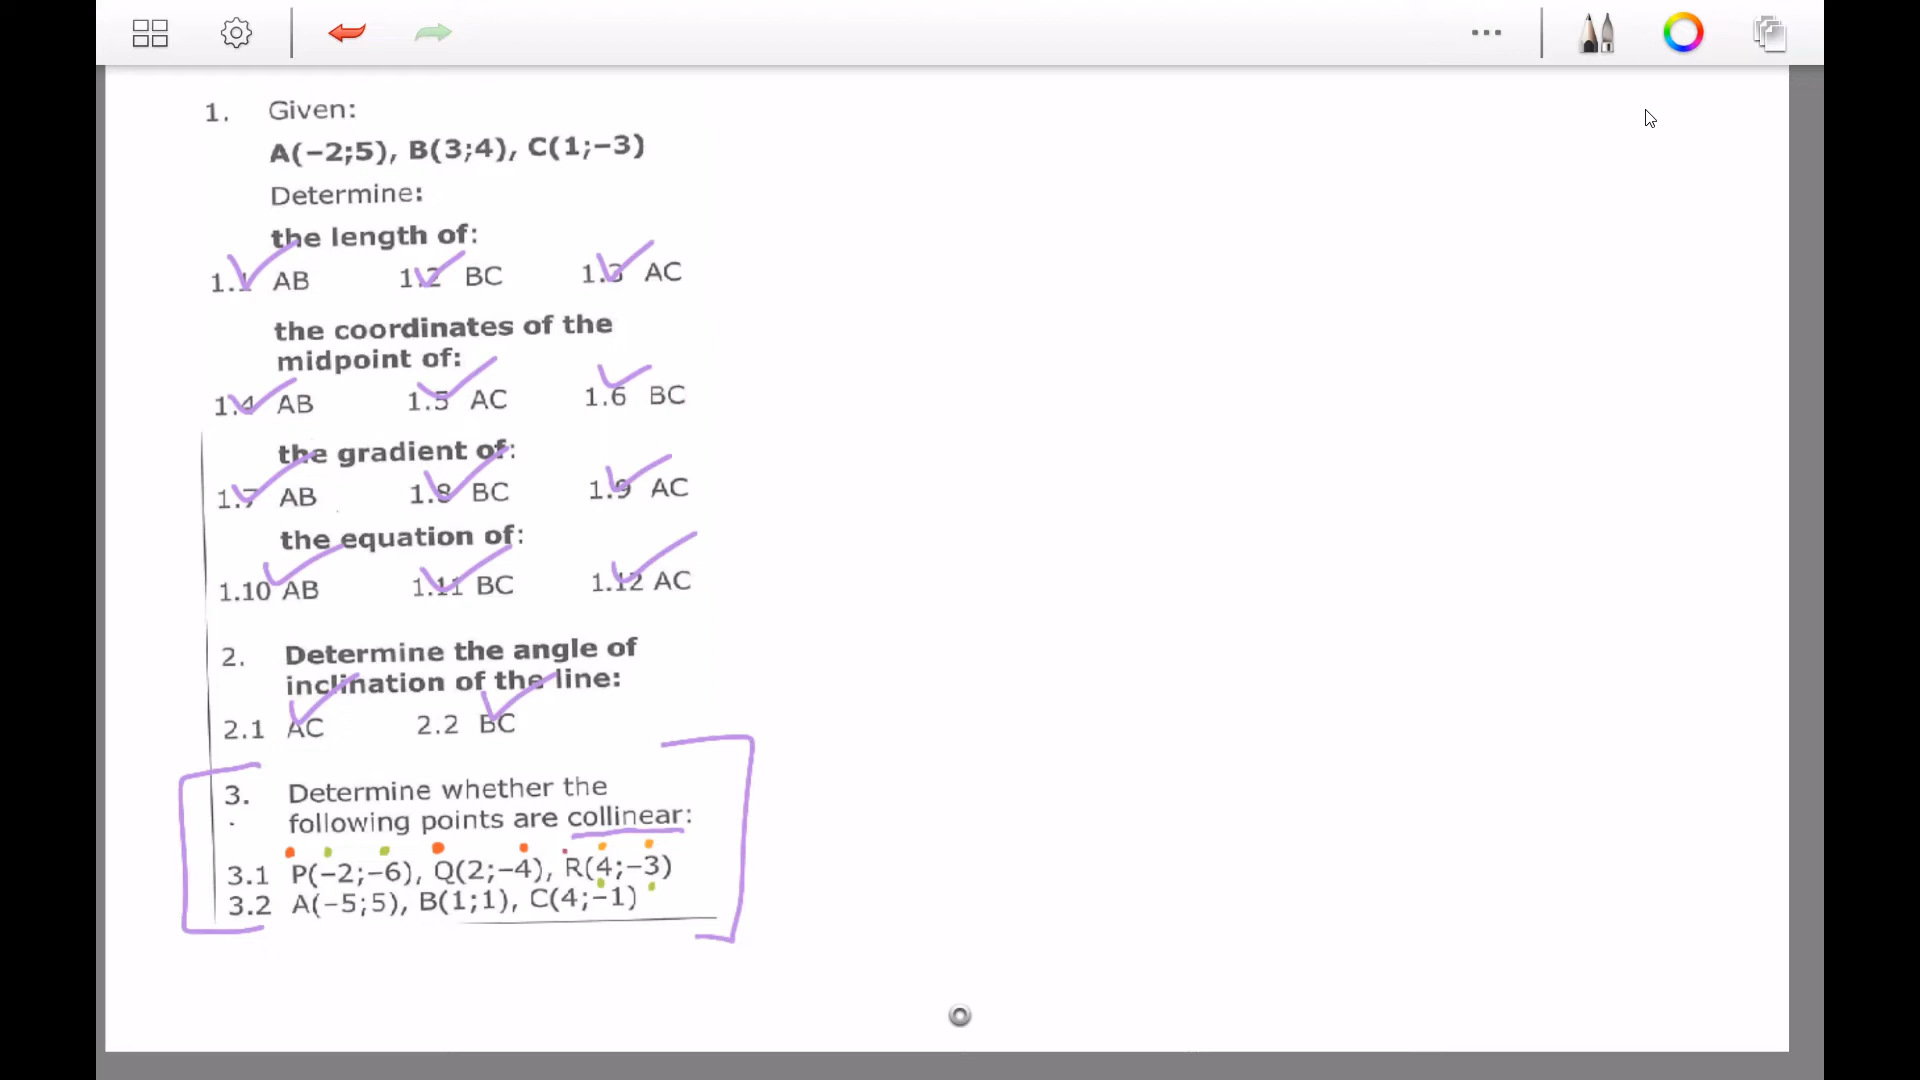 1. Given:
A(−2;5), B(3;4), C(1;−3)
Determine:
the length of:
1.1 AB 1.2 BC 1.3 AC
the coordinates of the
midpoint of:
1.4 AB 1.5 AC 1.6 BC
the gradient of:
1.7 AB 1.8 BC 1.9 AC
the equation of:
1.10 AB 1.11 BC 1.12 AC
2. Determine the angle of
inclination of the line:
2.1 AC 2.2 BC
3. Determine whether the
following points are collinear:
3.1 P(−2;−6), Q(2;−4), R(4;−3)
3.2 A(−5;5), B(1;1), C(4;−1)